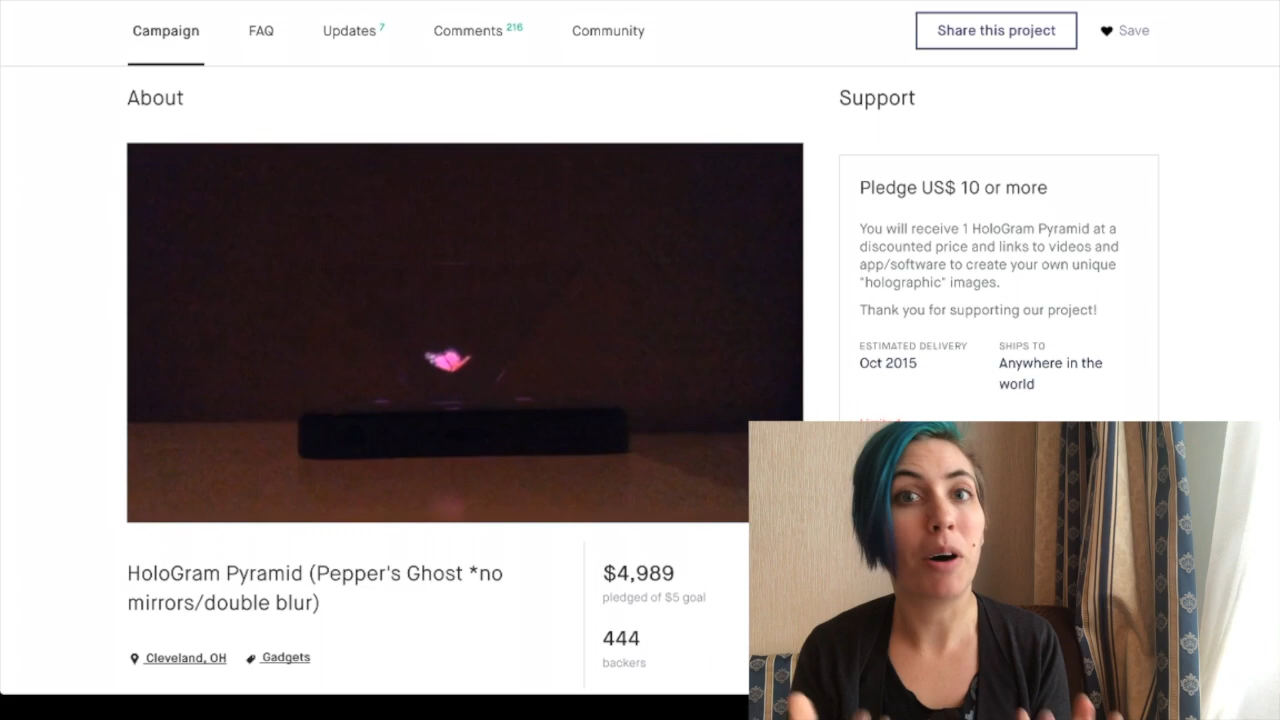 Campaign
FAQ
Updates 7
Comments 216
Community
Share this project
Save
About
Support
Pledge US$ 10 or more
You will receive 1 HoloGram Pyramid at a
discounted price and links to videos and
app/software to create your own unique
"holographic" images.
Thank you for supporting our project!
ESTIMATED DELIVERY
Oct 2015
SHIPS TO
Anywhere in the
world
HoloGram Pyramid (Pepper's Ghost *no
mirrors/double blur)
Cleveland, OH
Gadgets
$4,989
pledged of $5 goal
444
backers